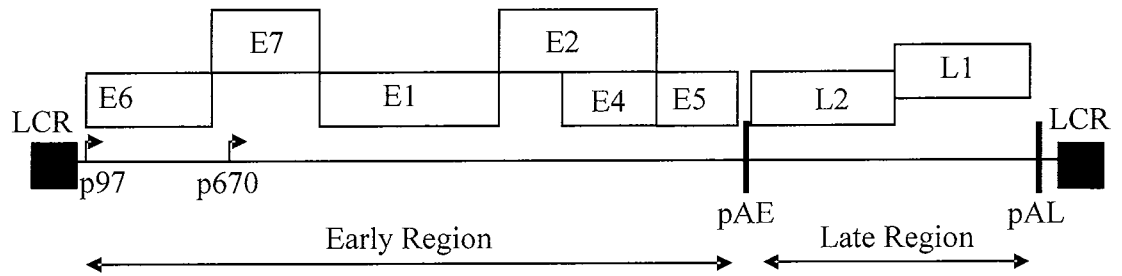 E7
E2
L1
E6
E1
E4
E5
L2
LCR
LCR
p97
p670
pAE
pAL
Early Region
Late Region